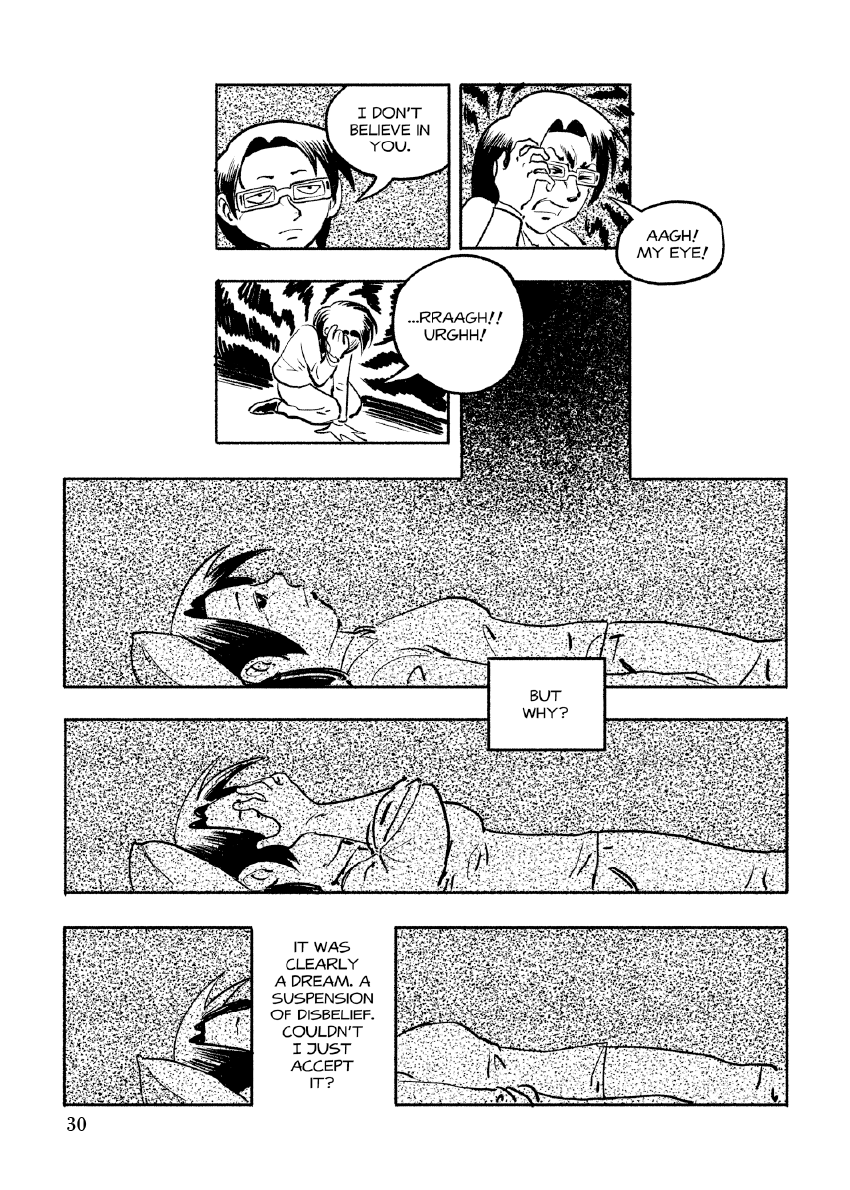 I DON'T
BELIEVE IN
YOU.
AAGH!
MY EYE!
...RRAAGH!!
URGHH!
BUT
WHY?
IT WAS
CLEARLY
A DREAM. A
SUSPENSION
OF DISBELIEF.
COULDN'T
I JUST
ACCEPT
IT?
30